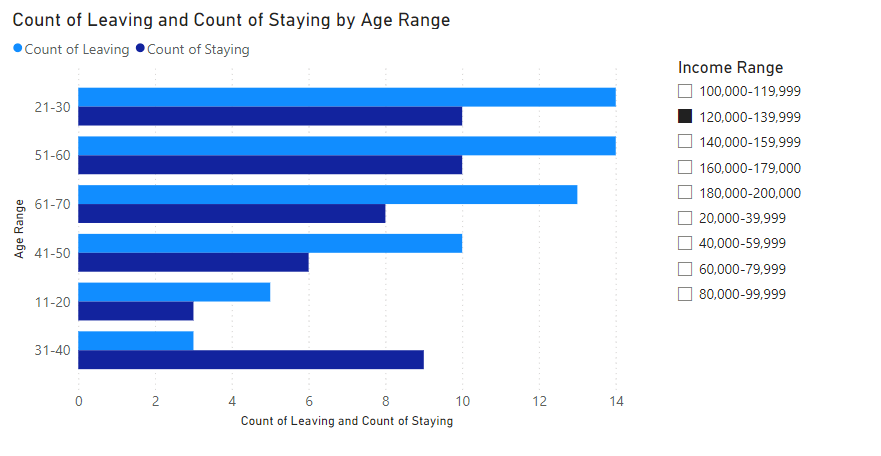 Count of Leaving and Count of Staying by Age Range
Count of Leaving Count of Staying
Age Range
21-30
51-60
61-70
41-50
11-20
31-40
0 2 4 6 8 10 12 14
Count of Leaving and Count of Staying
Income Range
100,000-119,999
120,000-139,999
140,000-159,999
160,000-179,000
180,000-200,000
20,000-39,999
40,000-59,999
60,000-79,999
80,000-99,999